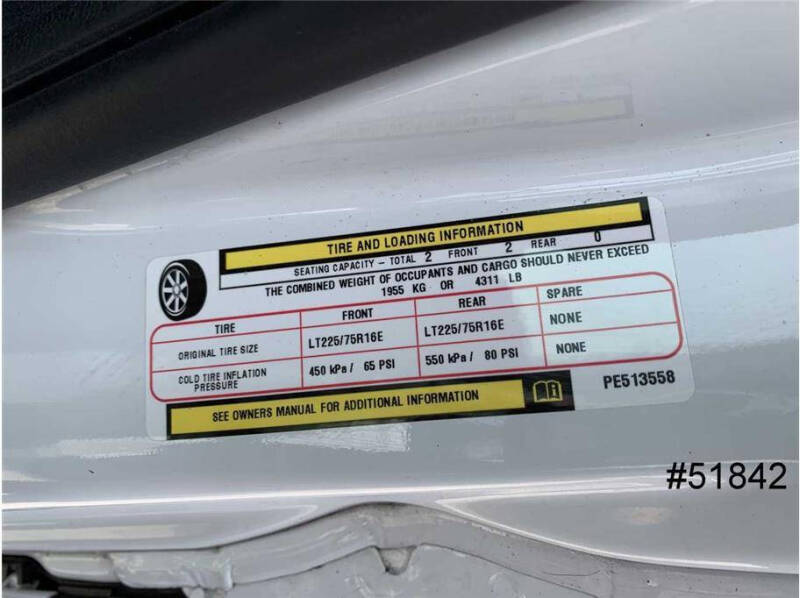 TIRE AND LOADING INFORMATION
SEATING CAPACITY – TOTAL 2 FRONT 2 REAR 0
THE COMBINED WEIGHT OF OCCUPANTS AND CARGO SHOULD NEVER EXCEED
1955 KG OR 4311 LB
TIRE FRONT REAR SPARE
ORIGINAL TIRE SIZE LT225/75R16E LT225/75R16E NONE
COLD TIRE INFLATION PRESSURE 450 kPa / 65 PSI 550 kPa / 80 PSI NONE
SEE OWNERS MANUAL FOR ADDITIONAL INFORMATION
PE513558
#51842